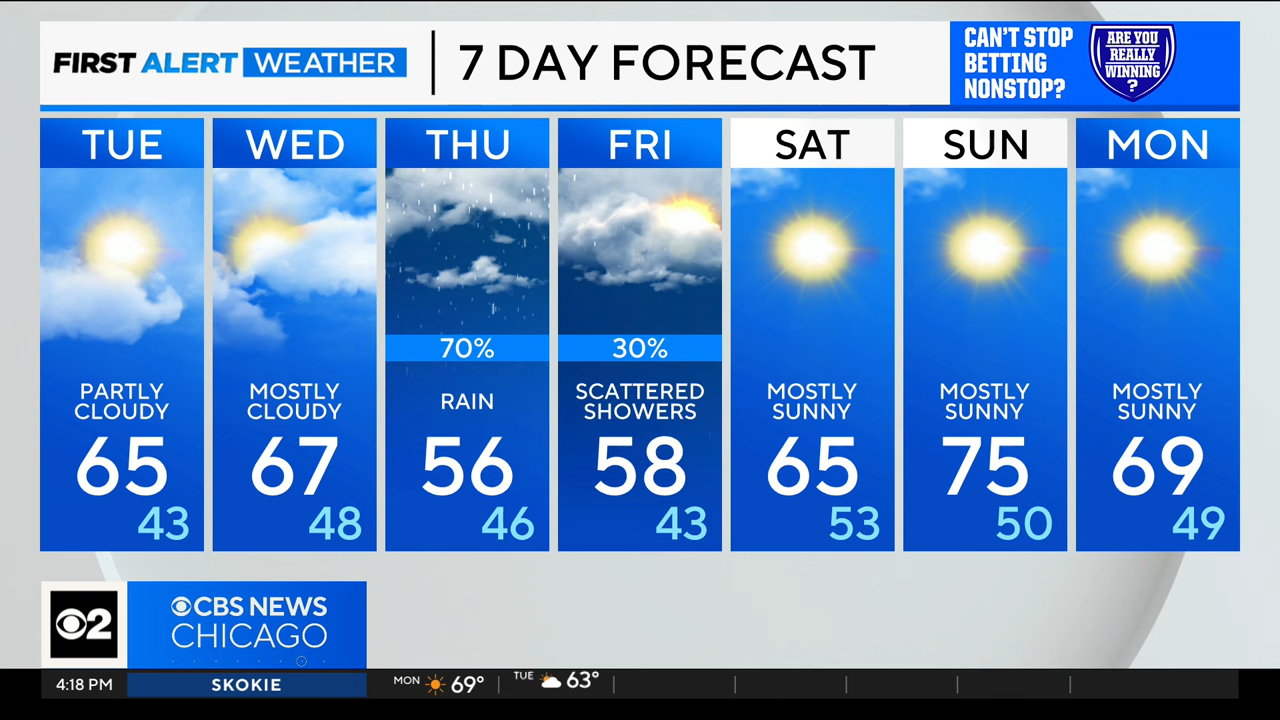 FIRST ALERT WEATHER
7 DAY FORECAST
CAN'T STOP
BETTING
NONSTOP?
ARE YOU
REALLY
WINNING
?
TUE
PARTLY
CLOUDY
65
43
WED
MOSTLY
CLOUDY
67
48
THU
70%
RAIN
56
46
FRI
30%
SCATTERED
SHOWERS
58
43
SAT
MOSTLY
SUNNY
65
53
SUN
MOSTLY
SUNNY
75
50
MON
MOSTLY
SUNNY
69
49
2
CBS NEWS
CHICAGO
4:18 PM
SKOKIE
MON 69°
TUE 63°